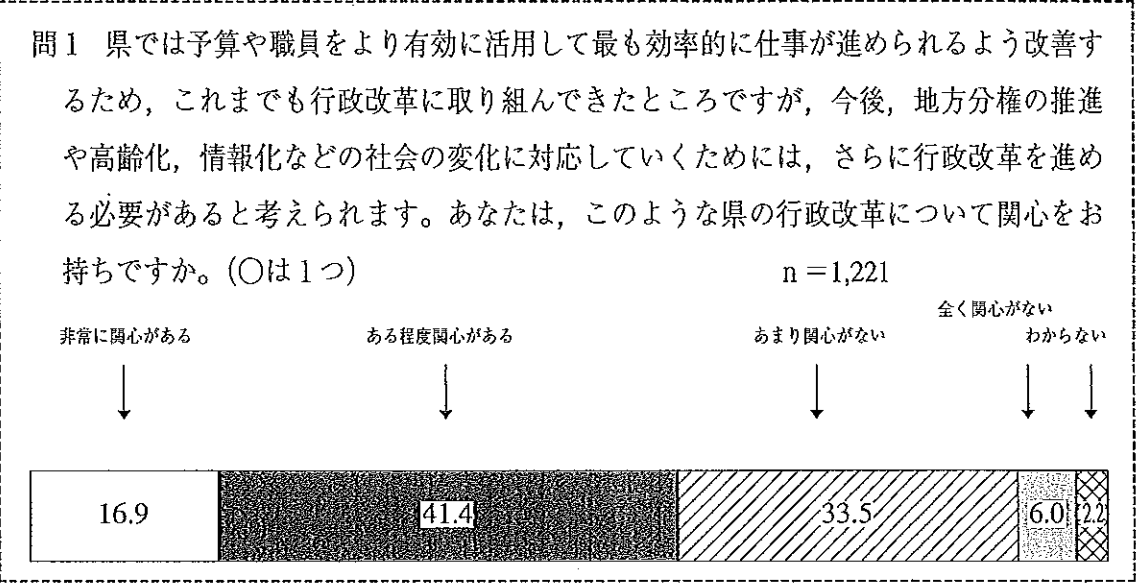 問1 県では予算や職員をより有効に活用して最も効率的に仕事が進められるよう改善す
るため，これまでも行政改革に取り組んできたところですが，今後，地方分権の推進
や高齢化，情報化などの社会の変化に対応していくためには，さらに行政改革を進め
る必要があると考えられます。あなたは，このような県の行政改革について関心をお
持ちですか。(○は1つ) n＝1,221
全く関心がない
非常に関心がある ある程度関心がある あまり関心がない わからない
16.9 41.4 33.5 6.0 2.2